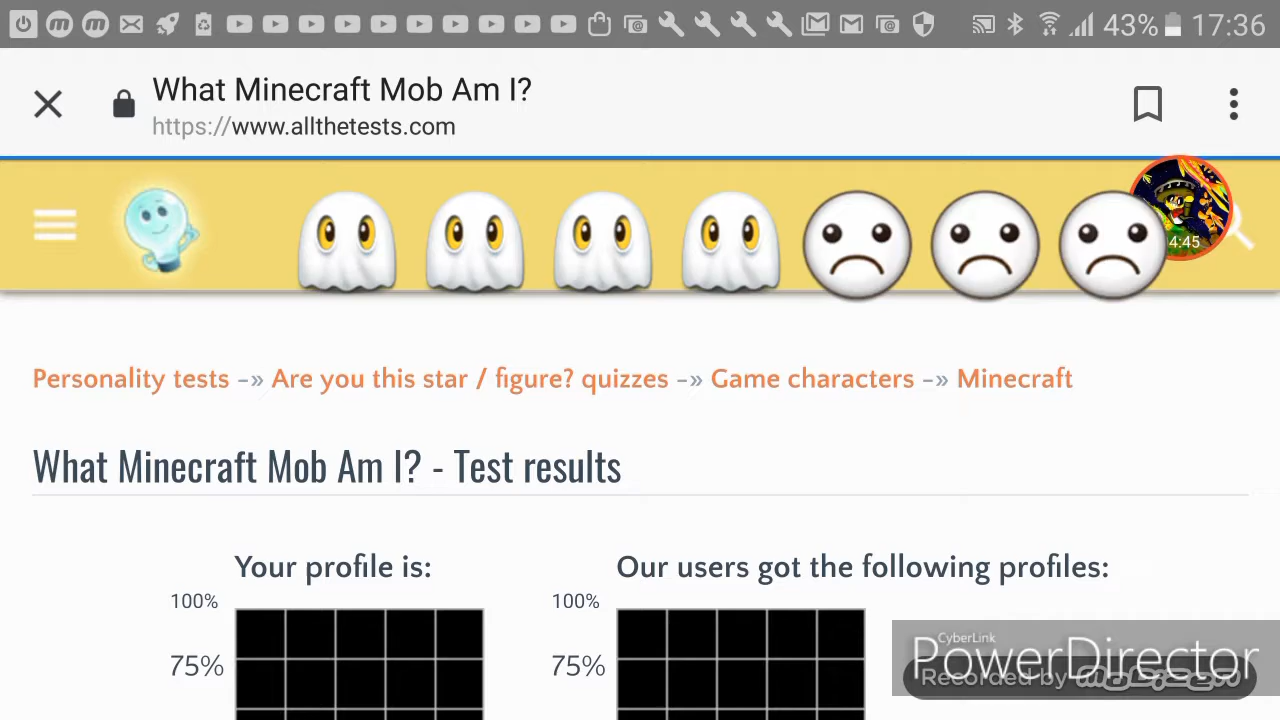 43% 17:36
What Minecraft Mob Am I?
https://www.allthetests.com
4:45
Personality tests -» Are you this star / figure? quizzes -» Game characters -» Minecraft
What Minecraft Mob Am I? - Test results
Your profile is: Our users got the following profiles:
100% 100%
75% 75%
CyberLink
PowerDirector
Recorded by